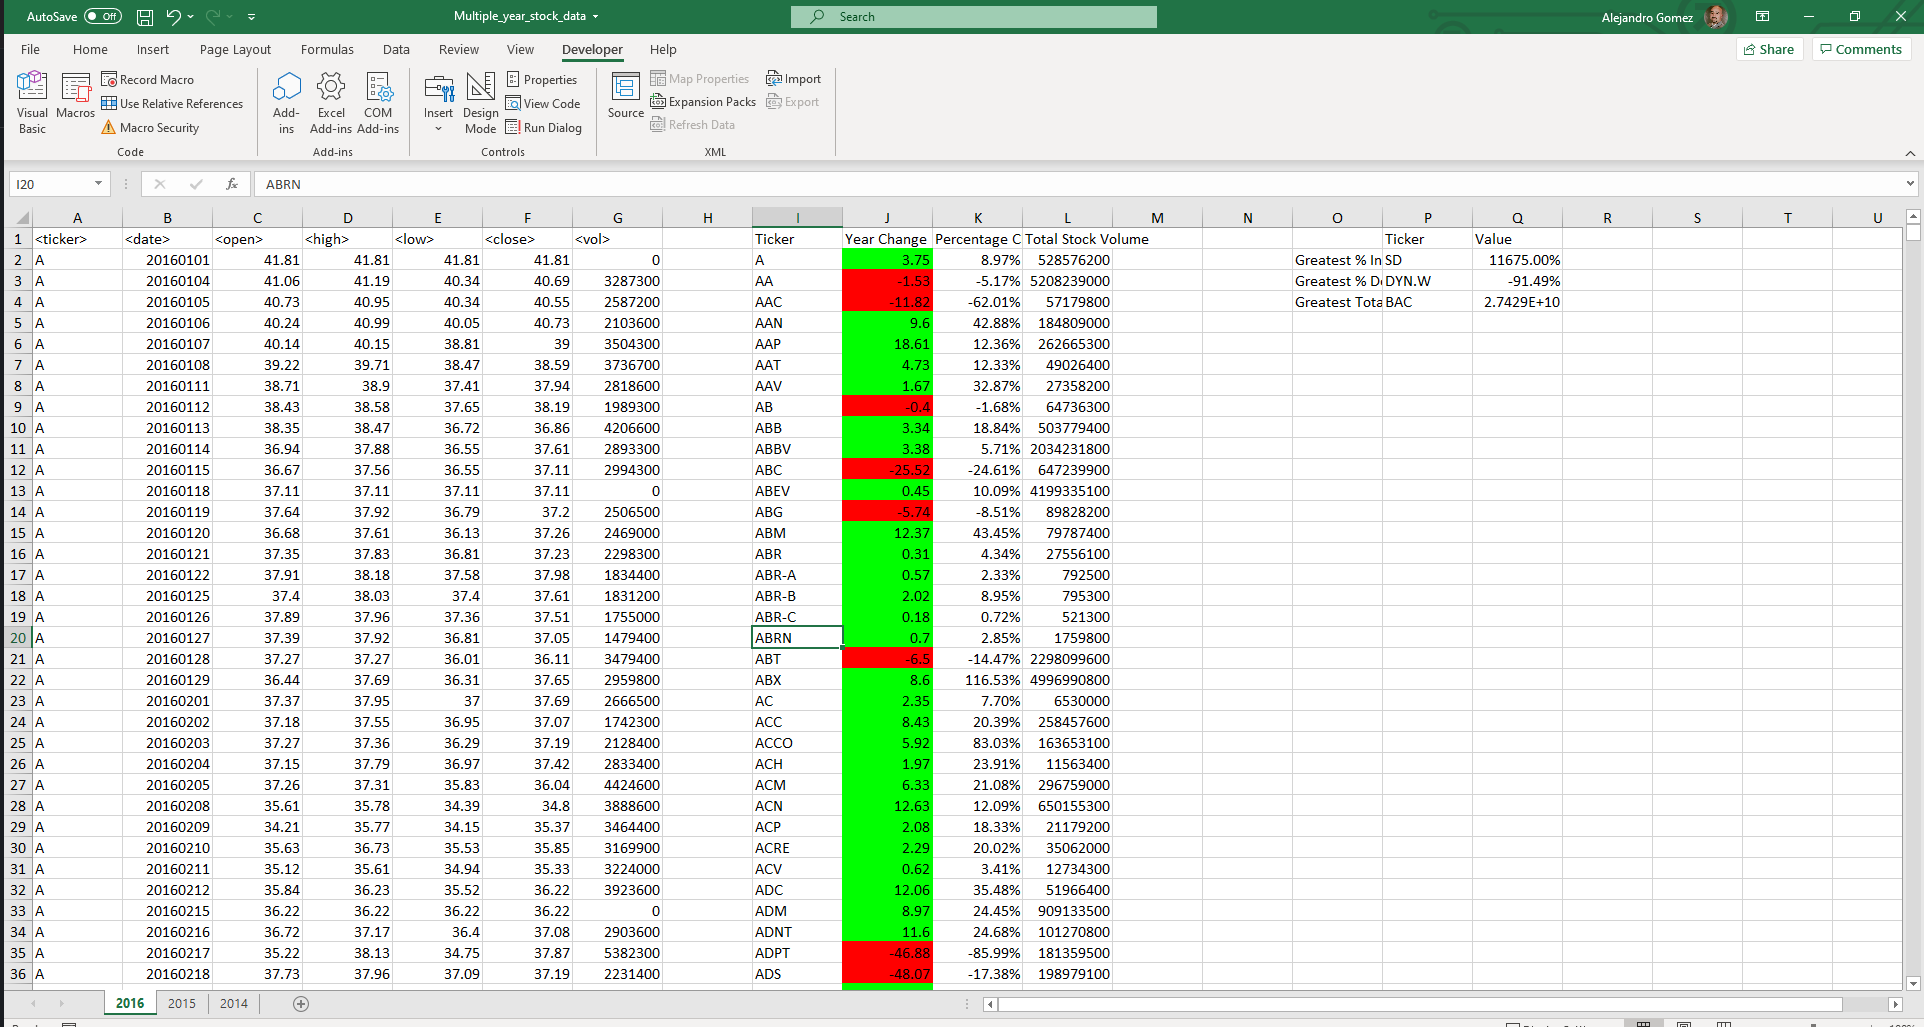 AutoSave Off Multiple_year_stock_data Search Alejandro Gomez
File Home Insert Page Layout Formulas Data Review View Developer Help Share Comments
Visual Basic
Macros
Record Macro
Use Relative References
Macro Security
Code
Add-ins
Excel Add-ins
COM Add-ins
Add-ins
Insert
Design Mode
Properties
View Code
Run Dialog
Controls
Source
Map Properties
Expansion Packs
Refresh Data
Import
Export
XML
I20 fx ABRN
A B C D E F G H I J K L M N O P Q R S T U
1 <ticker> <date> <open> <high> <low> <close> <vol> Ticker Year Change Percentage C Total Stock Volume Ticker Value
2 A 20160101 41.81 41.81 41.81 41.81 0 A 3.75 8.97% 528576200 Greatest % In SD 11675.00%
3 A 20160104 41.06 41.19 40.34 40.69 3287300 AA -1.53 -5.17% 5208239000 Greatest % De DYN.W -91.49%
4 A 20160105 40.73 40.95 40.34 40.55 2587200 AAC -11.82 -62.01% 57179800 Greatest Tota BAC 2.7429E+10
5 A 20160106 40.24 40.99 40.05 40.73 2103600 AAN 9.6 42.88% 184809000
6 A 20160107 40.14 40.15 38.81 39 3504300 AAP 18.61 12.36% 262665300
7 A 20160108 39.22 39.71 38.47 38.59 3736700 AAT 4.73 12.33% 49026400
8 A 20160111 38.71 38.9 37.41 37.94 2818600 AAV 1.67 32.87% 27358200
9 A 20160112 38.43 38.58 37.65 38.19 1989300 AB -0.4 -1.68% 64736300
10 A 20160113 38.35 38.47 36.72 36.86 4206600 ABB 3.34 18.84% 503779400
11 A 20160114 36.94 37.88 36.55 37.61 2893300 ABBV 3.38 5.71% 2034231800
12 A 20160115 36.67 37.56 36.55 37.11 2994300 ABC -25.52 -24.61% 647239900
13 A 20160118 37.11 37.11 37.11 37.11 0 ABEV 0.45 10.09% 4199335100
14 A 20160119 37.64 37.92 36.79 37.2 2506500 ABG -5.74 -8.51% 89828200
15 A 20160120 36.68 37.61 36.13 37.26 2469000 ABM 12.37 43.45% 79787400
16 A 20160121 37.35 37.83 36.81 37.23 2298300 ABR 0.31 4.34% 27556100
17 A 20160122 37.91 38.18 37.58 37.98 1834400 ABR-A 0.57 2.33% 792500
18 A 20160125 37.4 38.03 37.4 37.61 1831200 ABR-B 2.02 8.95% 795300
19 A 20160126 37.89 37.96 37.36 37.51 1755000 ABR-C 0.18 0.72% 521300
20 A 20160127 37.39 37.92 36.81 37.05 1479400 ABRN 0.7 2.85% 1759800
21 A 20160128 37.27 37.27 36.01 36.11 3479400 ABT -6.5 -14.47% 2298099600
22 A 20160129 36.44 37.69 36.31 37.65 2959800 ABX 8.6 116.53% 4996990800
23 A 20160201 37.37 37.95 37 37.69 2666500 AC 2.35 7.70% 6530000
24 A 20160202 37.18 37.55 36.95 37.07 1742300 ACC 8.43 20.39% 258457600
25 A 20160203 37.27 37.36 36.29 37.19 2128400 ACCO 5.92 83.03% 163653100
26 A 20160204 37.15 37.79 36.97 37.42 2833400 ACH 1.97 23.91% 11563400
27 A 20160205 37.26 37.31 35.83 36.04 4424600 ACM 6.33 21.08% 296759000
28 A 20160208 35.61 35.78 34.39 34.8 3888600 ACN 12.63 12.09% 650155300
29 A 20160209 34.21 35.77 34.15 35.37 3464400 ACP 2.08 18.33% 21179200
30 A 20160210 35.63 36.73 35.53 35.85 3169900 ACRE 2.29 20.02% 35062000
31 A 20160211 35.12 35.61 34.94 35.33 3224000 ACV 0.62 3.41% 12734300
32 A 20160212 35.84 36.23 35.52 36.22 3923600 ADC 12.06 35.48% 51966400
33 A 20160215 36.22 36.22 36.22 36.22 0 ADM 8.97 24.45% 909133500
34 A 20160216 36.72 37.17 36.4 37.08 2903600 ADNT 11.6 24.68% 101270800
35 A 20160217 35.22 38.13 34.75 37.87 5382300 ADPT -46.88 -85.99% 181359500
36 A 20160218 37.73 37.96 37.09 37.19 2231400 ADS -48.07 -17.38% 198979100
2016 2015 2014